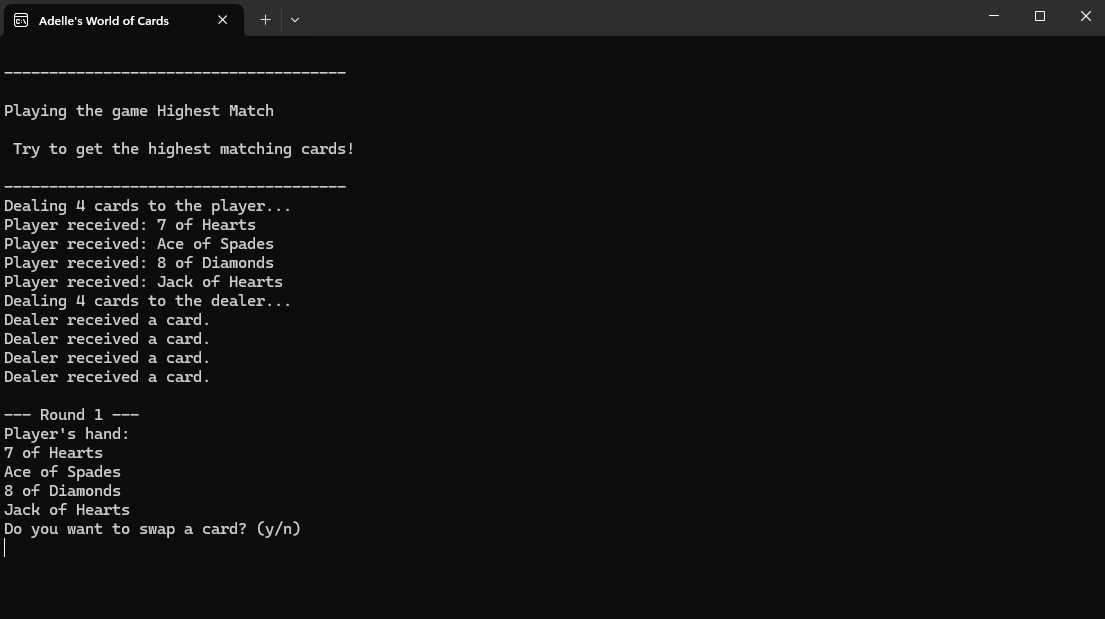 Adelle's World of Cards
--------------------------------------
Playing the game Highest Match
Try to get the highest matching cards!
--------------------------------------
Dealing 4 cards to the player...
Player received: 7 of Hearts
Player received: Ace of Spades
Player received: 8 of Diamonds
Player received: Jack of Hearts
Dealing 4 cards to the dealer...
Dealer received a card.
Dealer received a card.
Dealer received a card.
Dealer received a card.
--- Round 1 ---
Player's hand:
7 of Hearts
Ace of Spades
8 of Diamonds
Jack of Hearts
Do you want to swap a card? (y/n)